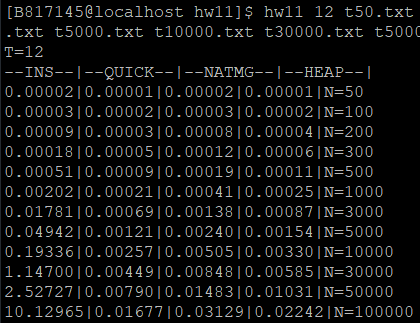 [B817145@localhost hw11]$ hw11 12 t50.txt t50
.txt t5000.txt t10000.txt t30000.txt t5000
T=12
--INS--|--QUICK--|--NATMG--|--HEAP--|
0.00002|0.00001|0.00002|0.00001|N=50
0.00003|0.00002|0.00003|0.00002|N=100
0.00009|0.00003|0.00008|0.00004|N=200
0.00018|0.00005|0.00012|0.00006|N=300
0.00051|0.00009|0.00019|0.00011|N=500
0.00202|0.00021|0.00041|0.00025|N=1000
0.01781|0.00069|0.00138|0.00087|N=3000
0.04942|0.00121|0.00240|0.00154|N=5000
0.19336|0.00257|0.00505|0.00330|N=10000
1.14700|0.00449|0.00848|0.00585|N=30000
2.52727|0.00790|0.01483|0.01031|N=50000
10.12965|0.01677|0.03129|0.02242|N=100000